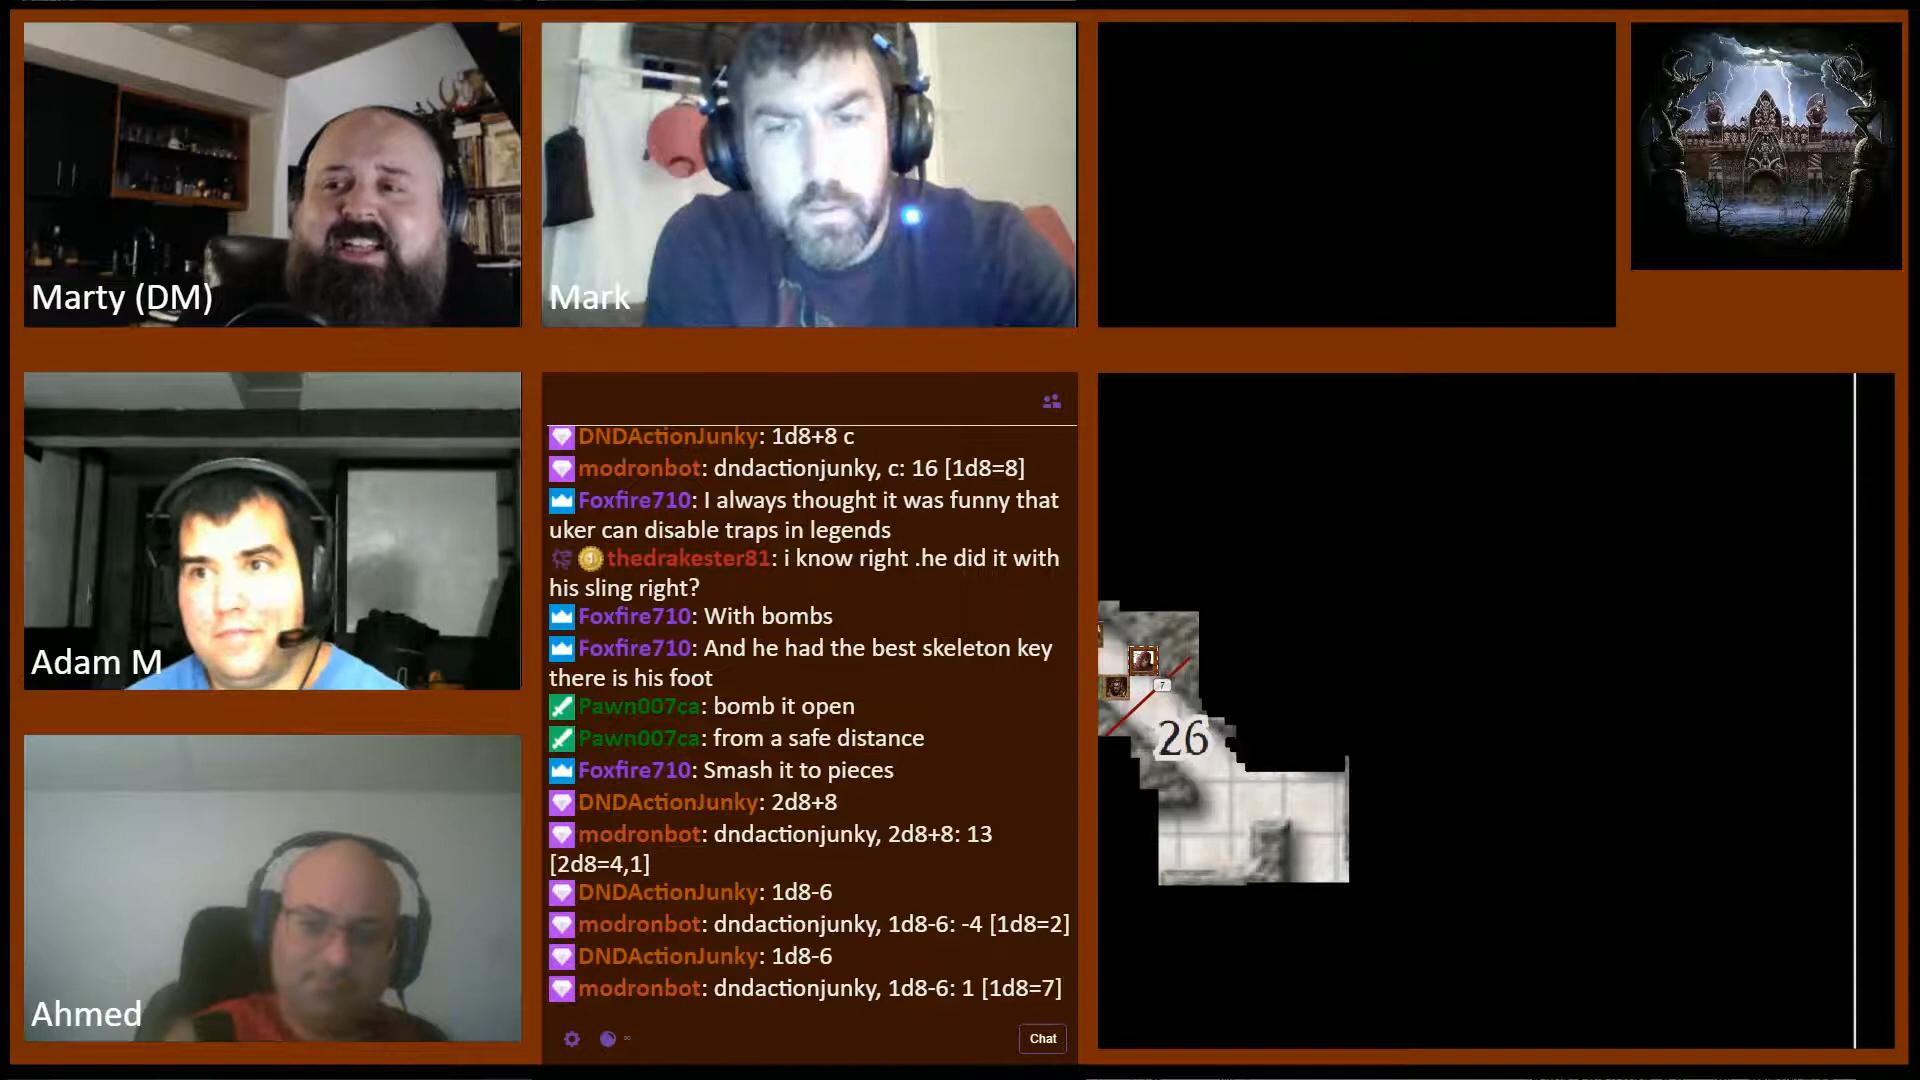 Marty (DM)
Mark
Adam M
Ahmed
DNDActionJunky: 1d8+8 c
modronbot: dndactionjunky, c: 16 [1d8=8]
Foxfire710: I always thought it was funny that
uker can disable traps in legends
thedrakester81: i know right .he did it with
his sling right?
Foxfire710: With bombs
Foxfire710: And he had the best skeleton key
there is his foot
Pawn007ca: bomb it open
Pawn007ca: from a safe distance
Foxfire710: Smash it to pieces
DNDActionJunky: 2d8+8
modronbot: dndactionjunky, 2d8+8: 13
[2d8=4,1]
DNDActionJunky: 1d8-6
modronbot: dndactionjunky, 1d8-6: -4 [1d8=2]
DNDActionJunky: 1d8-6
modronbot: dndactionjunky, 1d8-6: 1 [1d8=7]
∞
Chat
7
26